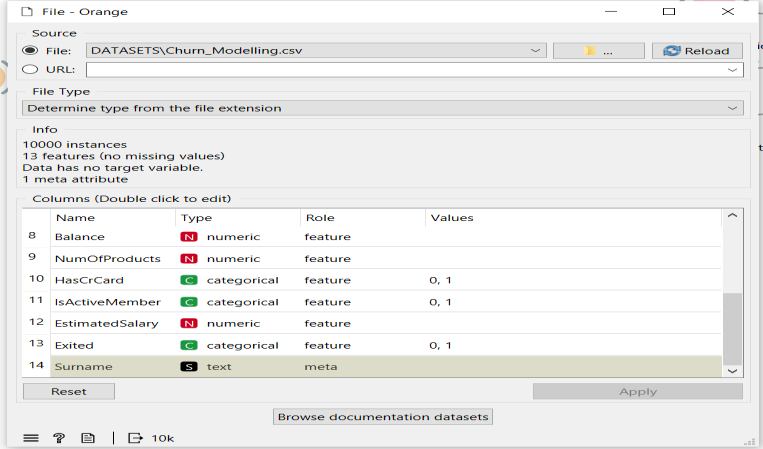 File - Orange
Source
File: DATASETS\Churn_Modelling.csv ... Reload
URL:
File Type
Determine type from the file extension
Info
10000 instances
13 features (no missing values)
Data has no target variable.
1 meta attribute
Columns (Double click to edit)
Name Type Role Values
8 Balance N numeric feature
9 NumOfProducts N numeric feature
10 HasCrCard C categorical feature 0, 1
11 IsActiveMember C categorical feature 0, 1
12 EstimatedSalary N numeric feature
13 Exited C categorical feature 0, 1
14 Surname S text meta
Reset Apply
Browse documentation datasets
? 10k